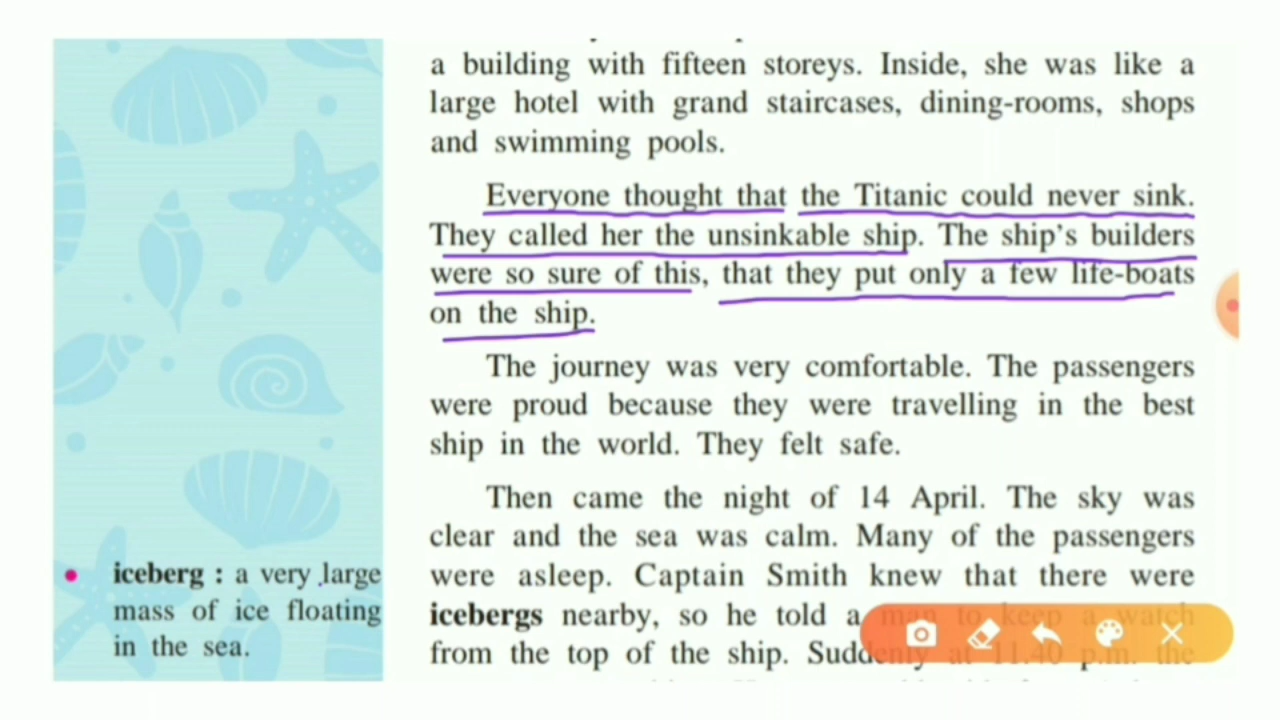 a building with fifteen storeys. Inside, she was like a
large hotel with grand staircases, dining-rooms, shops
and swimming pools.
Everyone thought that the Titanic could never sink.
They called her the unsinkable ship. The ship's builders
were so sure of this, that they put only a few life-boats
on the ship.
The journey was very comfortable. The passengers
were proud because they were travelling in the best
ship in the world. They felt safe.
Then came the night of 14 April. The sky was
clear and the sea was calm. Many of the passengers
were asleep. Captain Smith knew that there were
icebergs nearby, so he told a man to keep a watch
from the top of the ship. Suddenly at 11.40 p.m. the
• iceberg : a very large
mass of ice floating
in the sea.